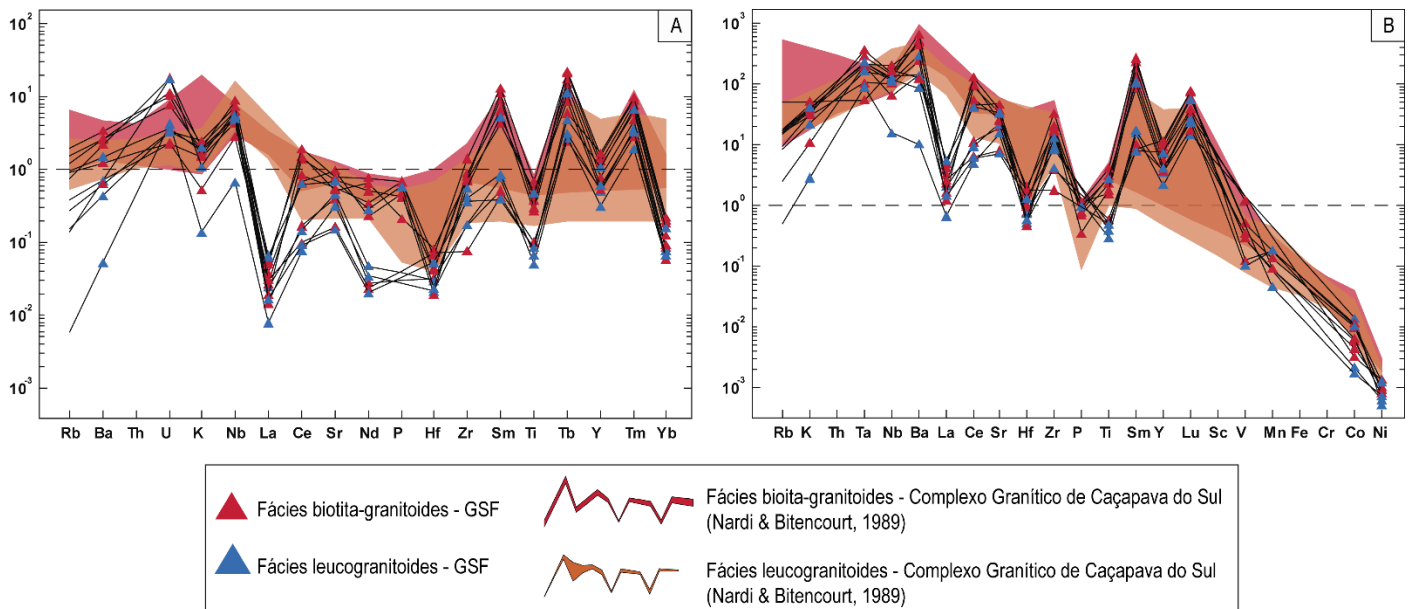 A
10²
10¹
10⁰
10⁻¹
10⁻²
10⁻³
Rb Ba Th U K Nb La Ce Sr Nd P Hf Zr Sm Ti Tb Y Tm Yb
B
10³
10²
10¹
10⁰
10⁻¹
10⁻²
10⁻³
Rb K Th Ta Nb Ba La Ce Sr Hf Zr P Ti Sm Y Lu Sc V Mn Fe Cr Co Ni
Fácies biotita-granitoides - GSF
Fácies leucogranitoides - GSF
Fácies bioita-granitoides - Complexo Granítico de Caçapava do Sul
(Nardi & Bitencourt, 1989)
Fácies leucogranitoides - Complexo Granítico de Caçapava do Sul
(Nardi & Bitencourt, 1989)